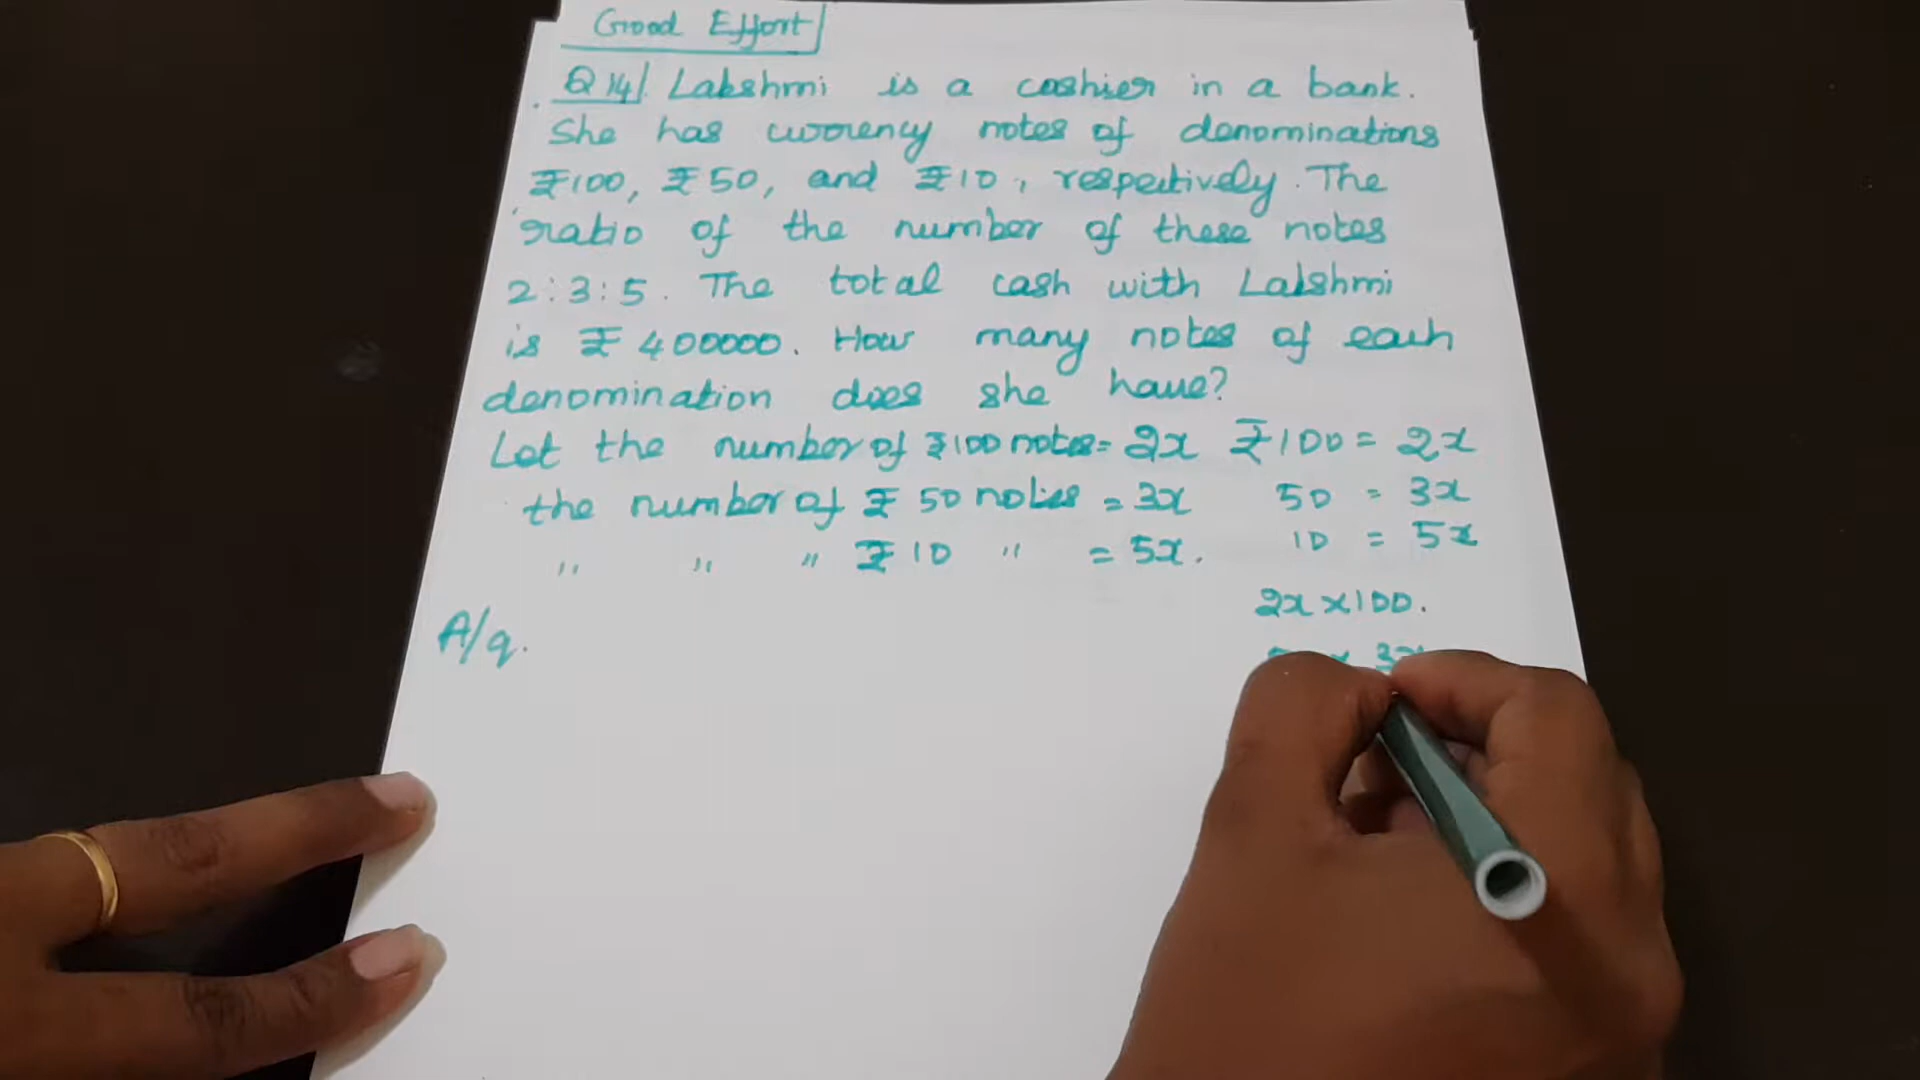 Good Effort
Q 14. Lakshmi is a cashier in a bank.
She has currency notes of denominations
₹100, ₹50, and ₹10, respectively. The
ratio of the number of these notes
2:3:5. The total cash with Lakshmi
is ₹400000. How many notes of each
denomination does she have?
Let the number of ₹100 notes = 2x ₹100 = 2x
the number of ₹ 50 notes = 3x 50 = 3x
" " " ₹10 " = 5x. 10 = 5x
2x x100.
A/q.
x 3x